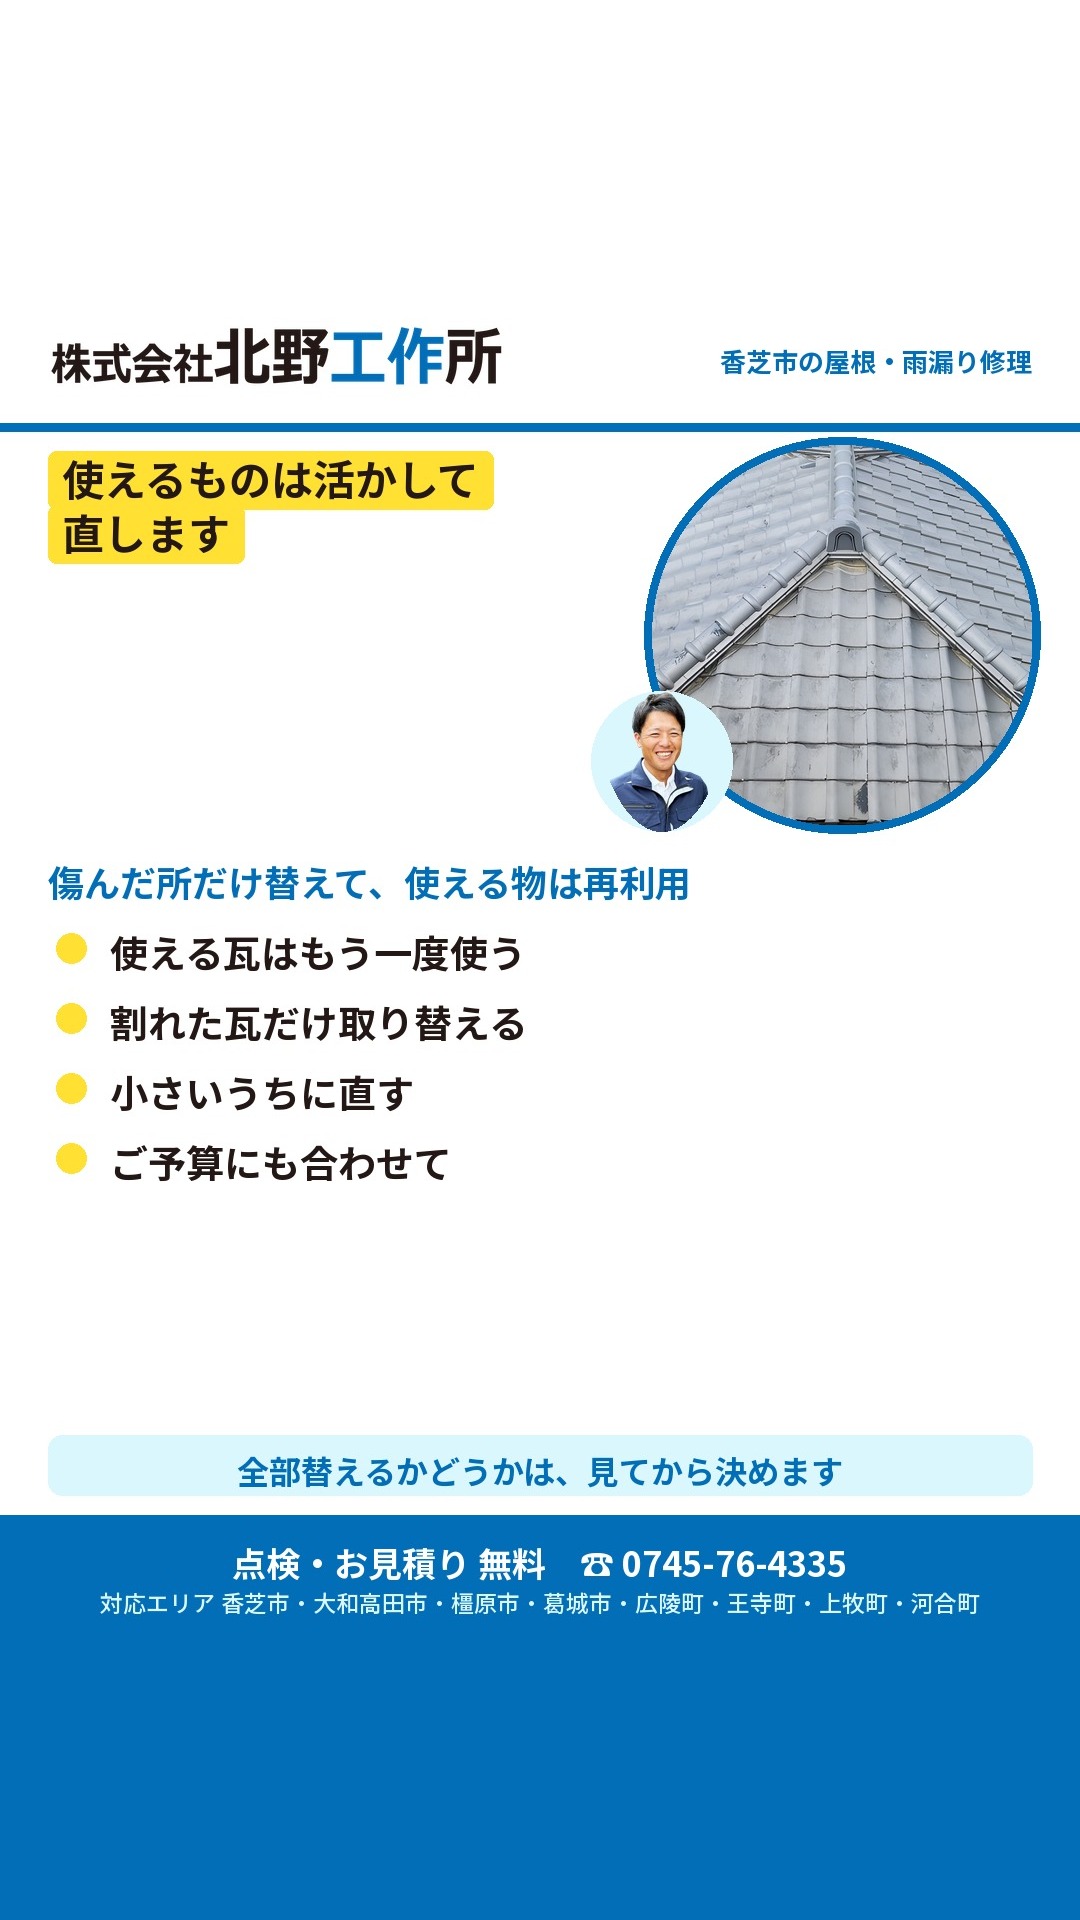 株式会社北野工作所
香芝市の屋根・雨漏り修理
使えるものは活かして
直します
傷んだ所だけ替えて、使える物は再利用
使える瓦はもう一度使う
割れた瓦だけ取り替える
小さいうちに直す
ご予算にも合わせて
全部替えるかどうかは、見てから決めます
点検・お見積り 無料　☎ 0745-76-4335
対応エリア 香芝市・大和高田市・橿原市・葛城市・広陵町・王寺町・上牧町・河合町